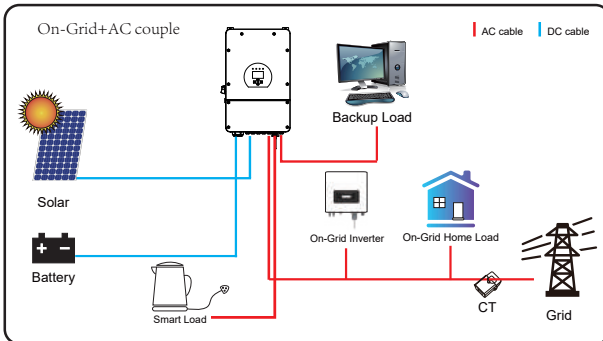 On-Grid+AC couple
AC cable
DC cable
Backup Load
Solar
On-Grid Inverter
On-Grid Home Load
Battery
Smart Load
CT
Grid